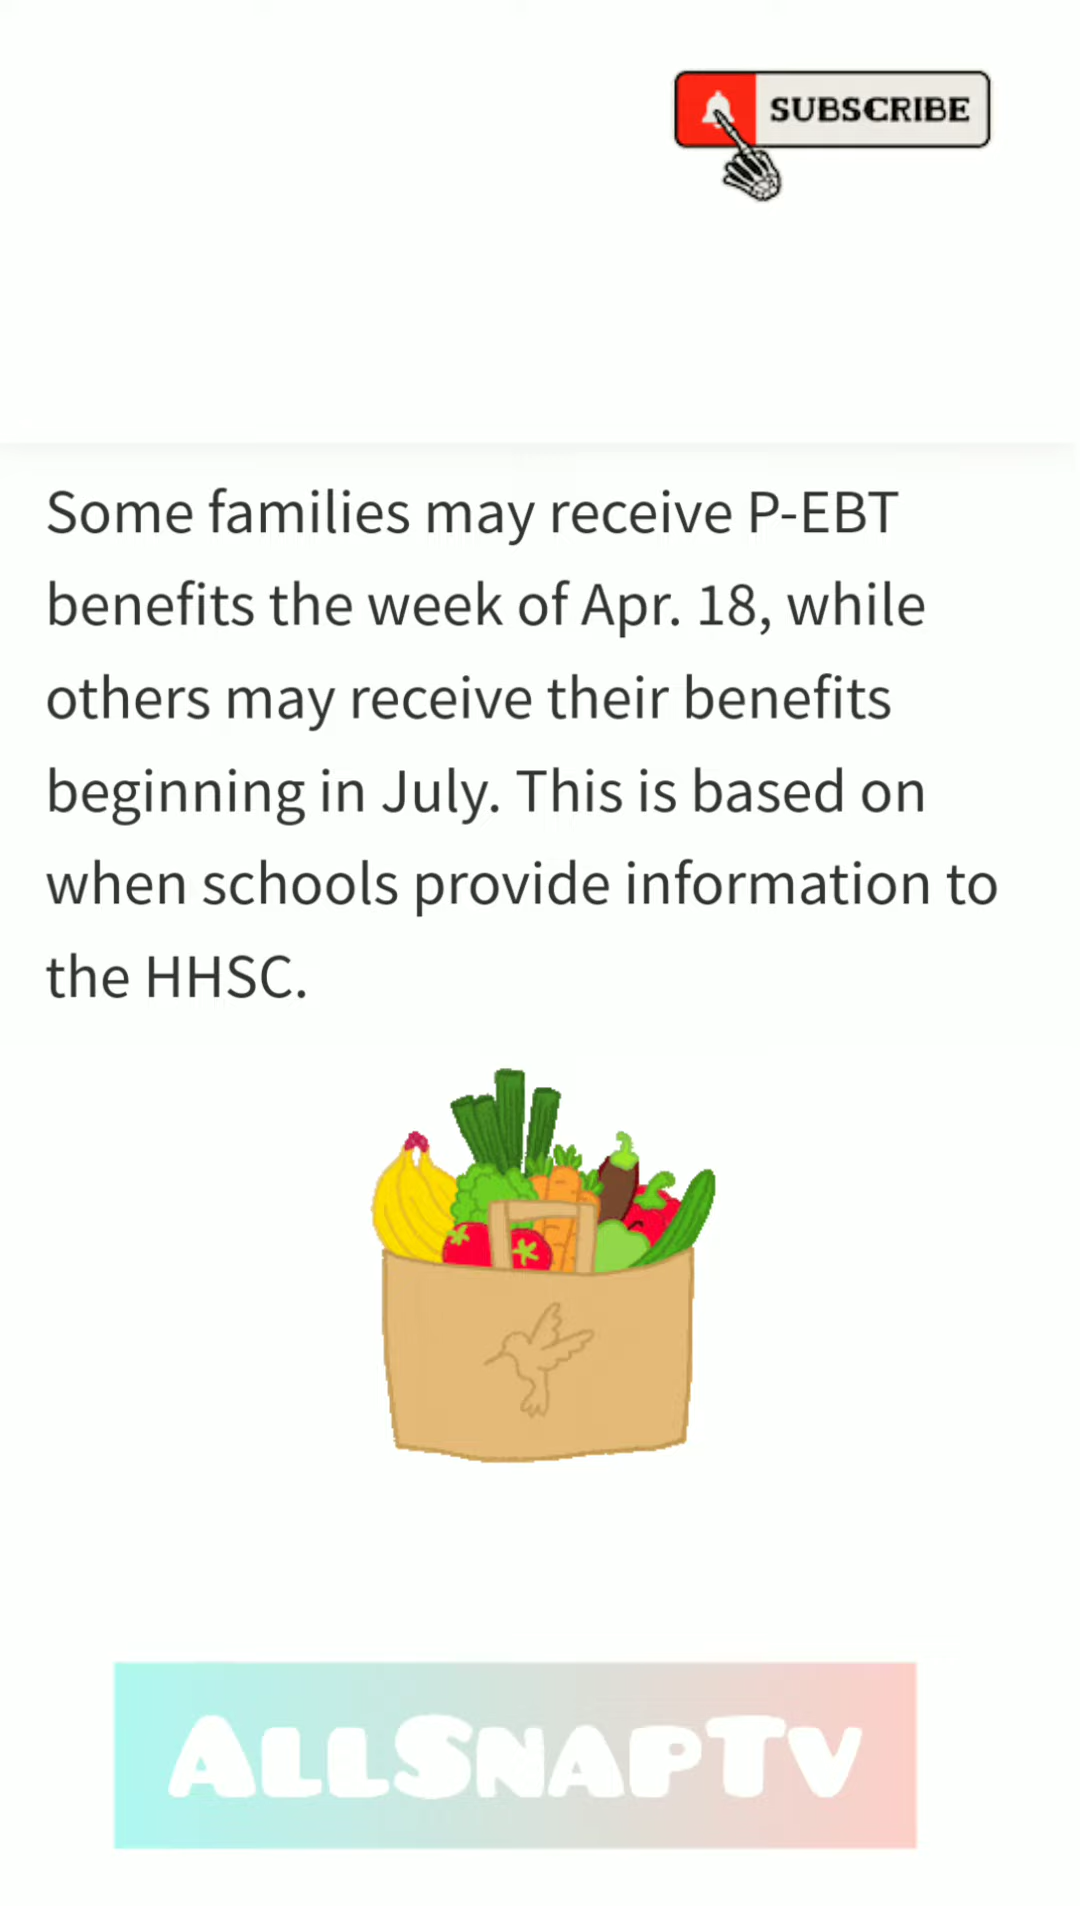 SUBSCRIBE
Some families may receive P-EBT
benefits the week of Apr. 18, while
others may receive their benefits
beginning in July. This is based on
when schools provide information to
the HHSC.
ALLSNAPTV